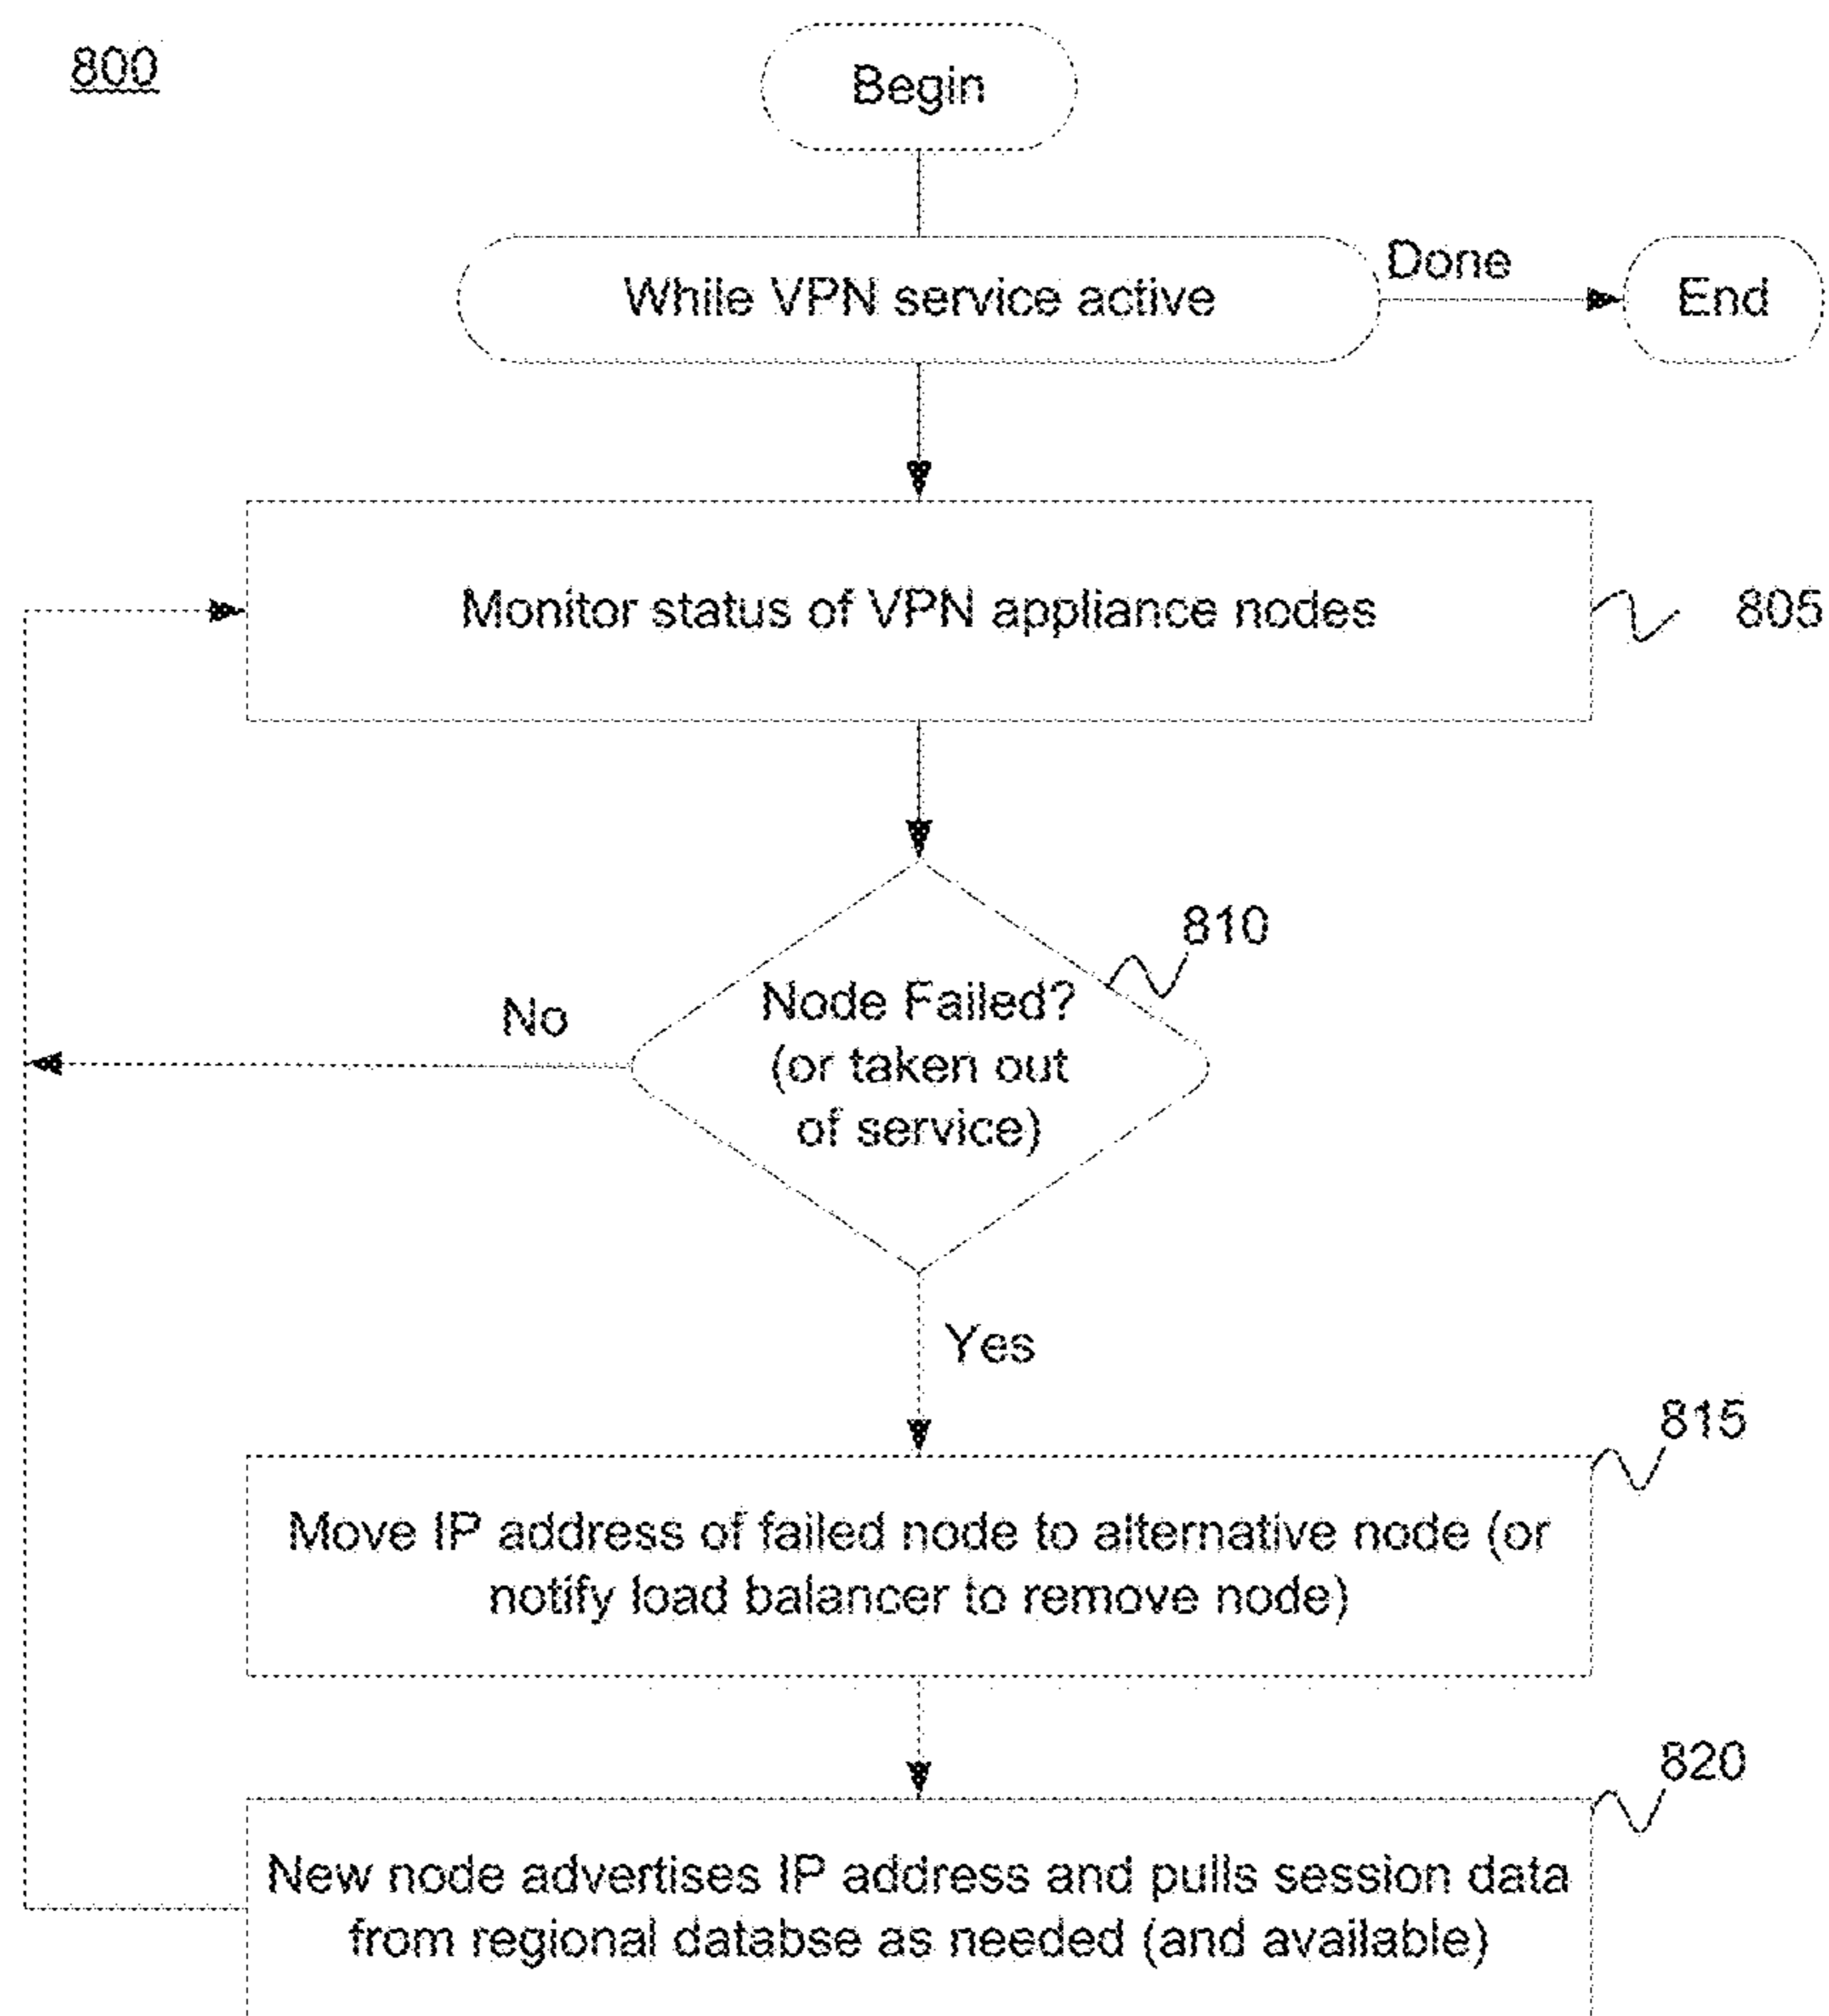 800
Begin
While VPN service active
Done
End
Monitor status of VPN appliance nodes
805
810
Node Failed?
(or taken out
of service)
No
Yes
815
Move IP address of failed node to alternative node (or
notify load balancer to remove node)
820
New node advertises IP address and pulls session data
from regional databse as needed (and available)